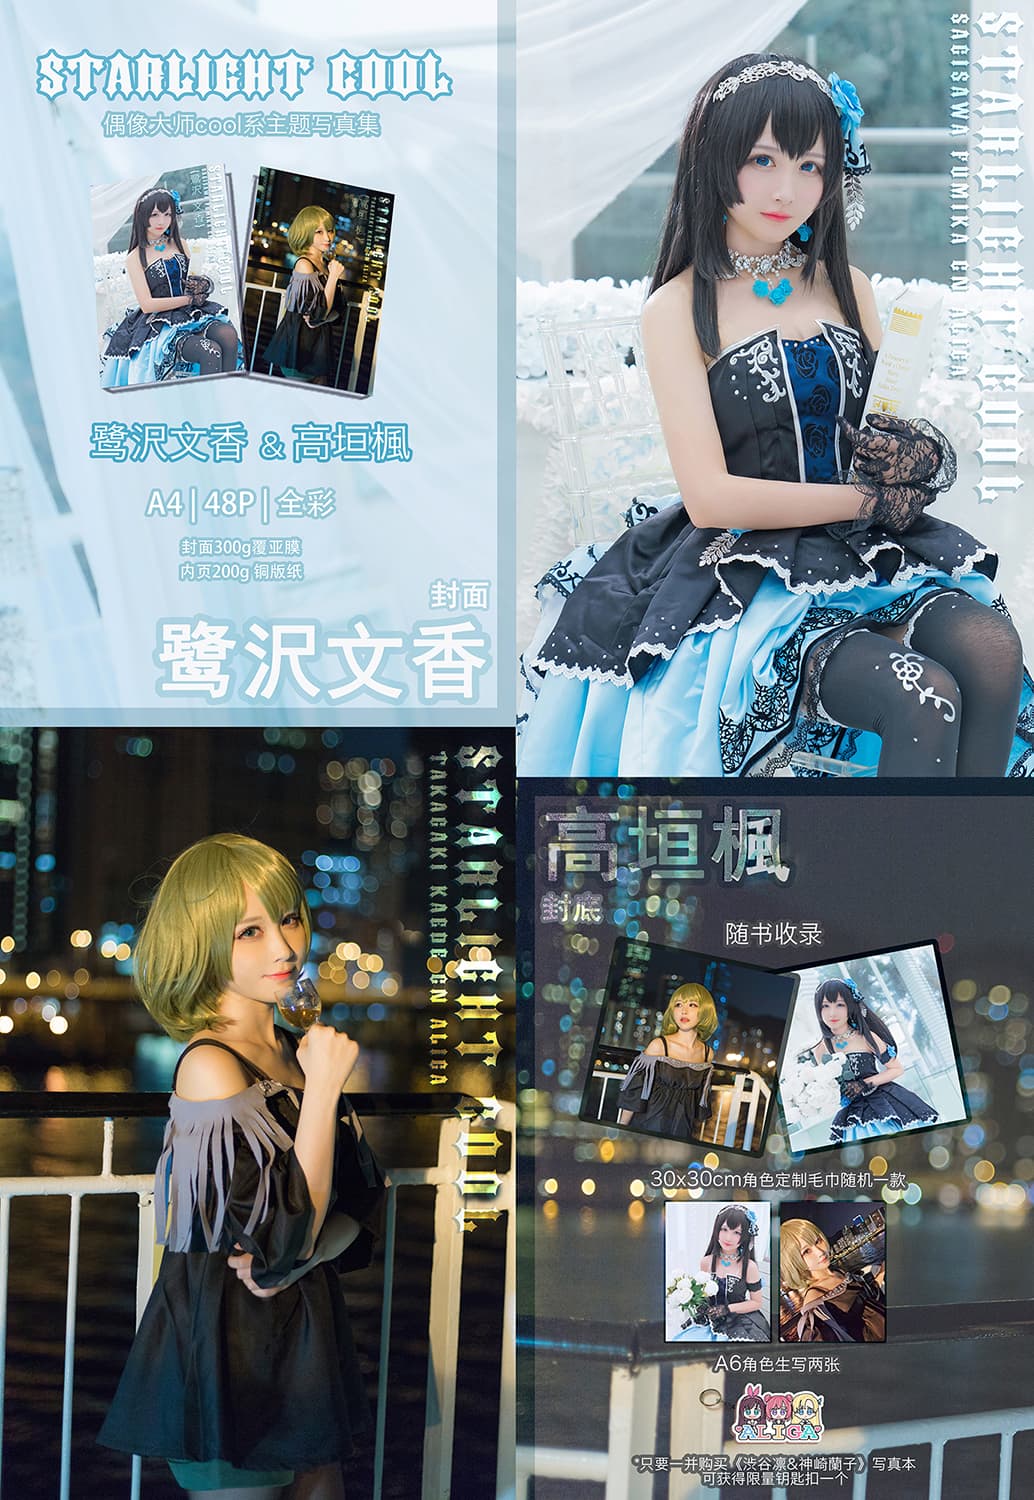 STARLIGHT COOL
偶像大师cool系主题写真集
鹭沢文香 & 高垣楓
A4 | 48P | 全彩
封面300g覆亚膜
内页200g 铜版纸
封面
鹭沢文香
STARLIGHT COOL
SAGISAWA FUMIKA CN ALIGA
STARLIGHT COOL
TAKAGAKI KAEDE CN ALIGA
高垣楓
封底
随书收录
30x30cm角色定制毛巾随机一款
A6角色生写两张
ALIGA
*只要一并购买《渋谷凛&神崎蘭子》写真本
可获得限量钥匙扣一个